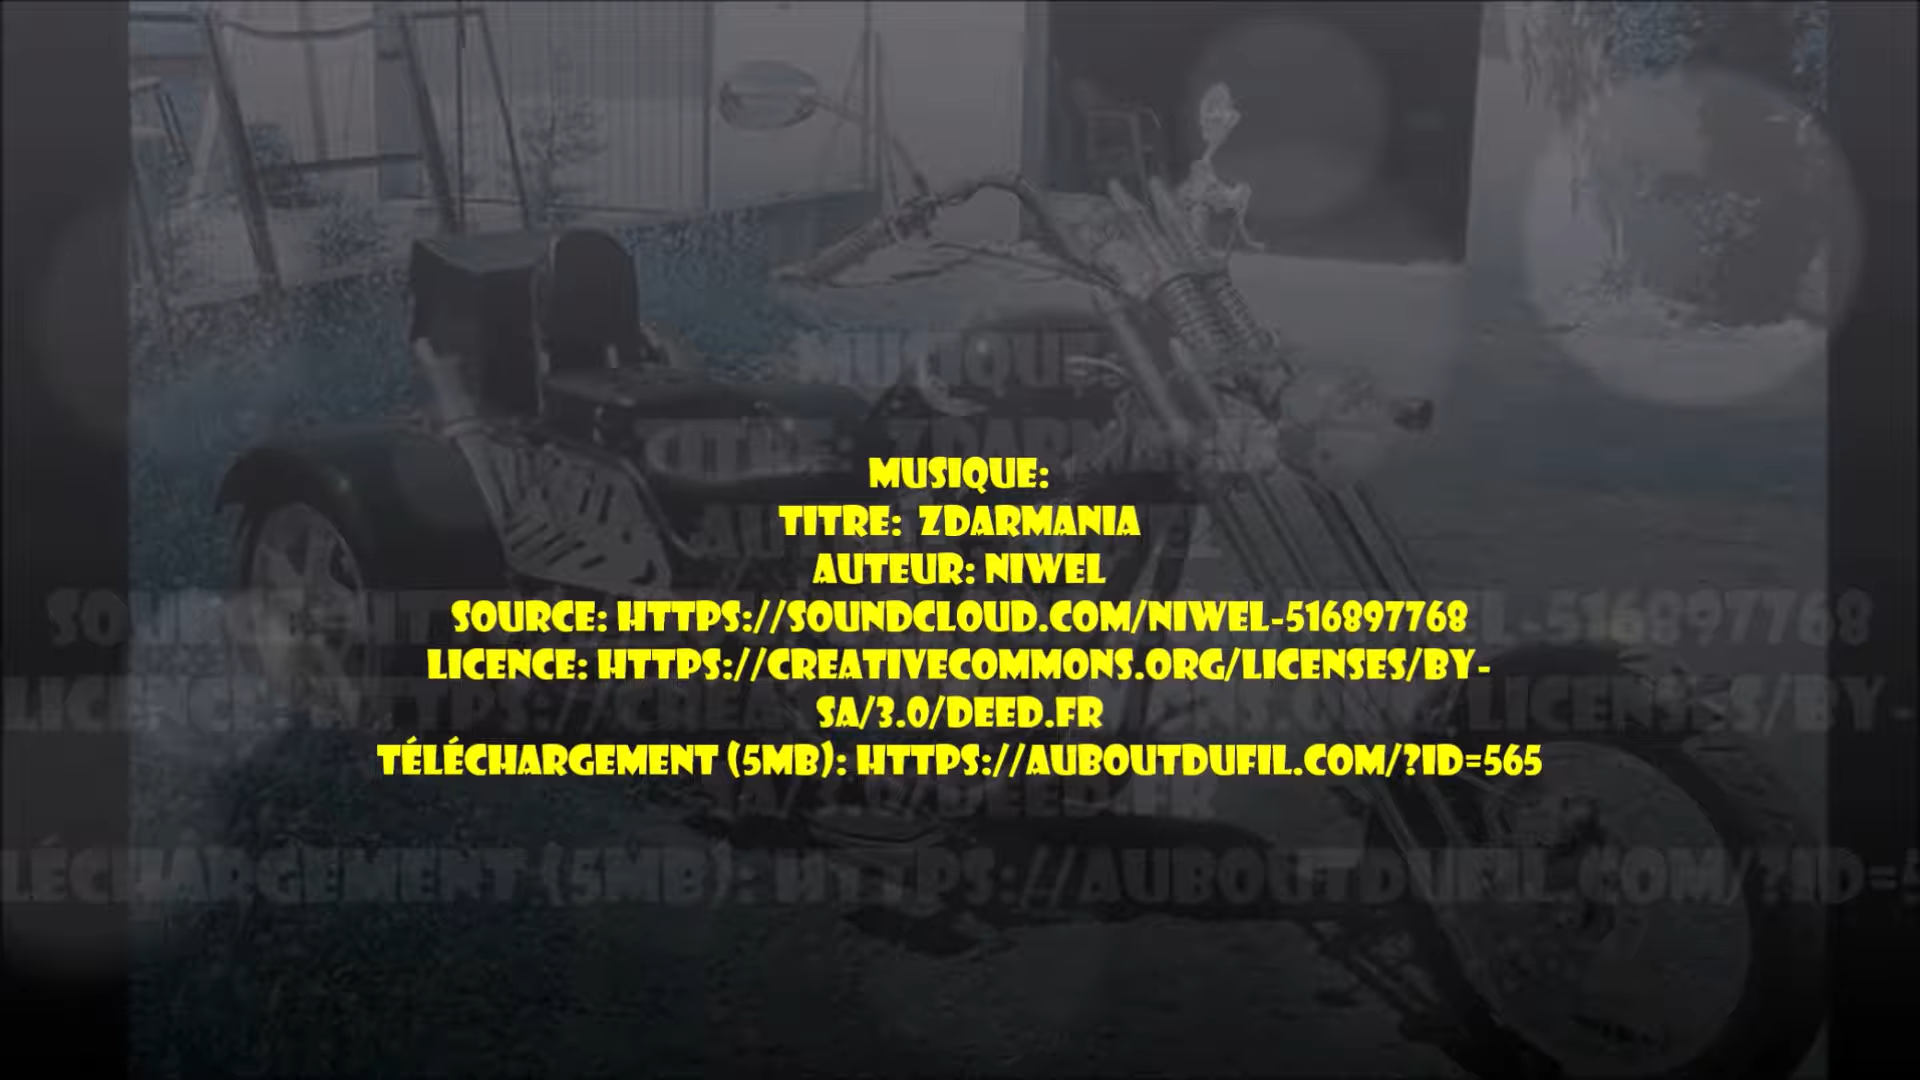 MUSIQUE:
TITRE:  ZDARMANIA
AUTEUR: NIWEL
SOURCE: HTTPS://SOUNDCLOUD.COM/NIWEL-516897768
LICENCE: HTTPS://CREATIVECOMMONS.ORG/LICENSES/BY-
SA/3.0/DEED.FR
TÉLÉCHARGEMENT (5MB): HTTPS://AUBOUTDUFIL.COM/?ID=565